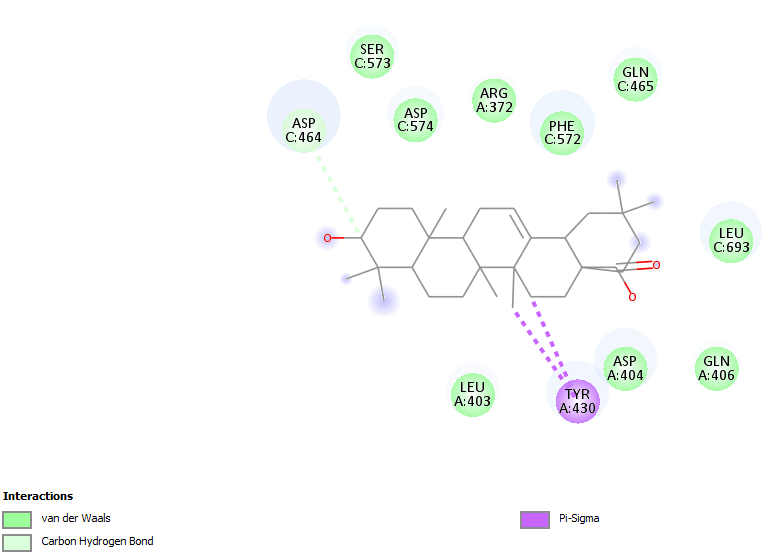 SER
C:573
GLN
C:465
ARG
A:372
ASP
C:574
ASP
C:464
PHE
C:572
LEU
C:693
O
O
O
ASP
A:404
GLN
A:406
LEU
A:403
TYR
A:430
Interactions
van der Waals
Pi-Sigma
Carbon Hydrogen Bond